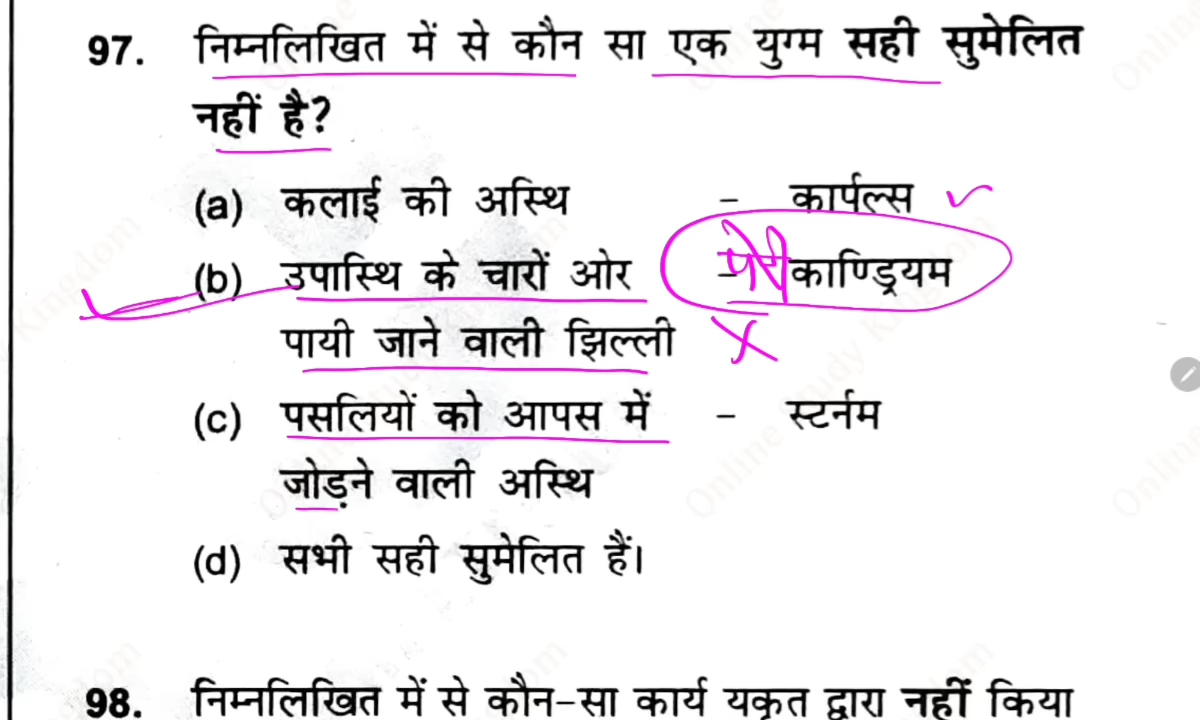 97. निम्नलिखित में से कौन सा एक युग्म सही सुमेलित
नहीं है?
(a) कलाई की अस्थि - कार्पल्स
(b) उपास्थि के चारों ओर - पेरीकाण्ड्रियम
पायी जाने वाली झिल्ली
(c) पसलियों को आपस में - स्टर्नम
जोड़ने वाली अस्थि
(d) सभी सही सुमेलित हैं।
98. निम्नलिखित में से कौन-सा कार्य यकृत द्वारा नहीं किया